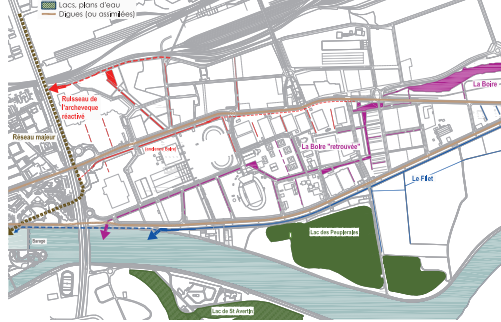 Lacs, plans d'eau
Digues (ou assimilées)
La Boire
Ruisseau de
l'archevêque
réactivé
Réseau majeur
La Boire "retrouvée"
Le Filet
Lac des Peupleraies
Barrage
Lac de St Avertin